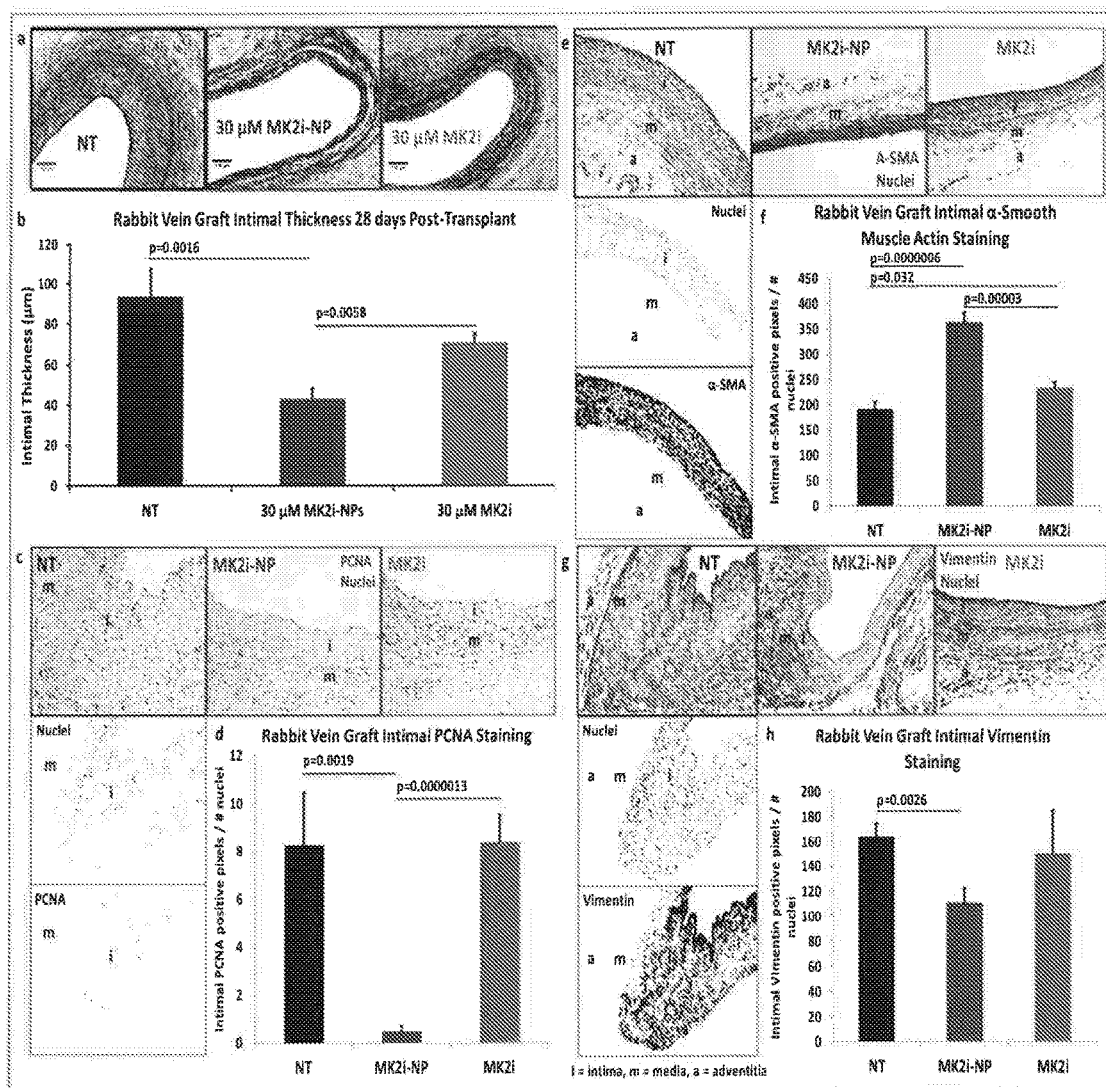 a
NT
30 µM MK2i-NP
30 µM MK2i
b
Rabbit Vein Graft Intimal Thickness 28 days Post-Transplant
Intimal Thickness (µm)
120
100
80
60
40
20
0
p=0.0016
p=0.0058
NT
30 µM MK2i-NPs
30 µM MK2i
c
NT
m
i
MK2i-NP
PCNA
Nuclei
i
m
MK2i
i
m
Nuclei
m
i
PCNA
m
i
d
Rabbit Vein Graft Intimal PCNA Staining
Intimal PCNA positive pixels / # nuclei
12
10
8
6
4
2
0
p=0.0019
p=0.0000013
NT
MK2i-NP
MK2i
e
NT
m
a
MK2i-NP
a
m
A-SMA
Nuclei
MK2i
i
m
a
Nuclei
i
m
a
α-SMA
m
a
f
Rabbit Vein Graft Intimal α-Smooth
Muscle Actin Staining
Intimal α-SMA positive pixels / #
nuclei
450
400
350
300
250
200
150
100
50
0
p=0.0000006
p=0.032
p=0.00003
NT
MK2i-NP
MK2i
g
NT
a
m
MK2i-NP
m
Vimentin
Nuclei
MK2i
Nuclei
a
m
i
Vimentin
a
m
h
Rabbit Vein Graft Intimal Vimentin
Staining
Intimal Vimentin positive pixels / #
nuclei
200
180
160
140
120
100
80
60
40
20
0
p=0.0026
NT
MK2i-NP
MK2i
i = intima, m = media, a = adventitia